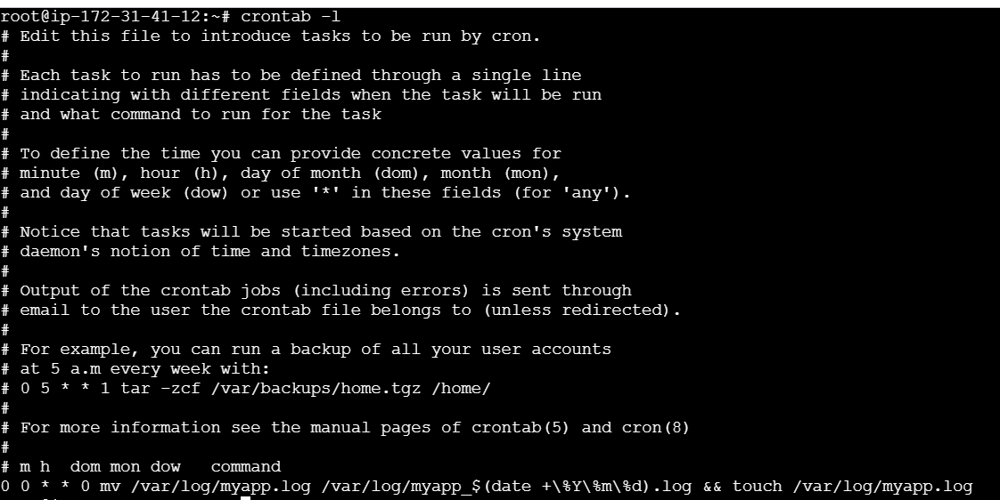 root@ip-172-31-41-12:~# crontab -l
# Edit this file to introduce tasks to be run by cron.
#
# Each task to run has to be defined through a single line
# indicating with different fields when the task will be run
# and what command to run for the task
#
# To define the time you can provide concrete values for
# minute (m), hour (h), day of month (dom), month (mon),
# and day of week (dow) or use '*' in these fields (for 'any').
#
# Notice that tasks will be started based on the cron's system
# daemon's notion of time and timezones.
#
# Output of the crontab jobs (including errors) is sent through
# email to the user the crontab file belongs to (unless redirected).
#
# For example, you can run a backup of all your user accounts
# at 5 a.m every week with:
# 0 5 * * 1 tar -zcf /var/backups/home.tgz /home/
#
# For more information see the manual pages of crontab(5) and cron(8)
#
# m h  dom mon dow   command
0 0 * * 0 mv /var/log/myapp.log /var/log/myapp_$(date +\%Y\%m\%d).log && touch /var/log/myapp.log